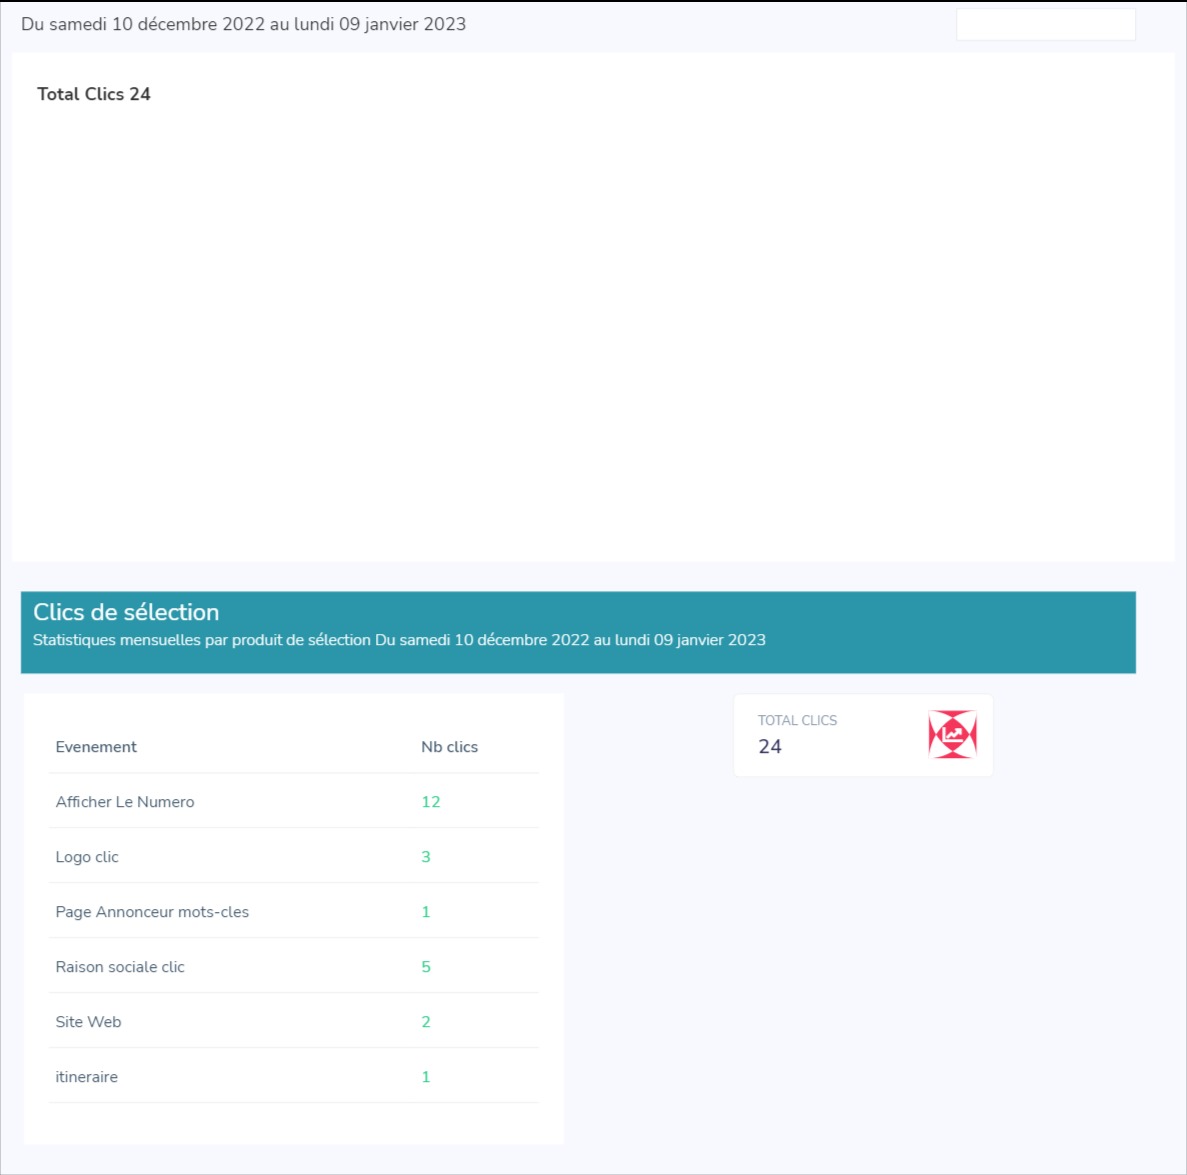 Du samedi 10 décembre 2022 au lundi 09 janvier 2023
Total Clics 24
Clics de sélection
Statistiques mensuelles par produit de sélection Du samedi 10 décembre 2022 au lundi 09 janvier 2023
Evenement Nb clics
Afficher Le Numero 12
Logo clic 3
Page Annonceur mots-cles 1
Raison sociale clic 5
Site Web 2
itineraire 1
TOTAL CLICS
24